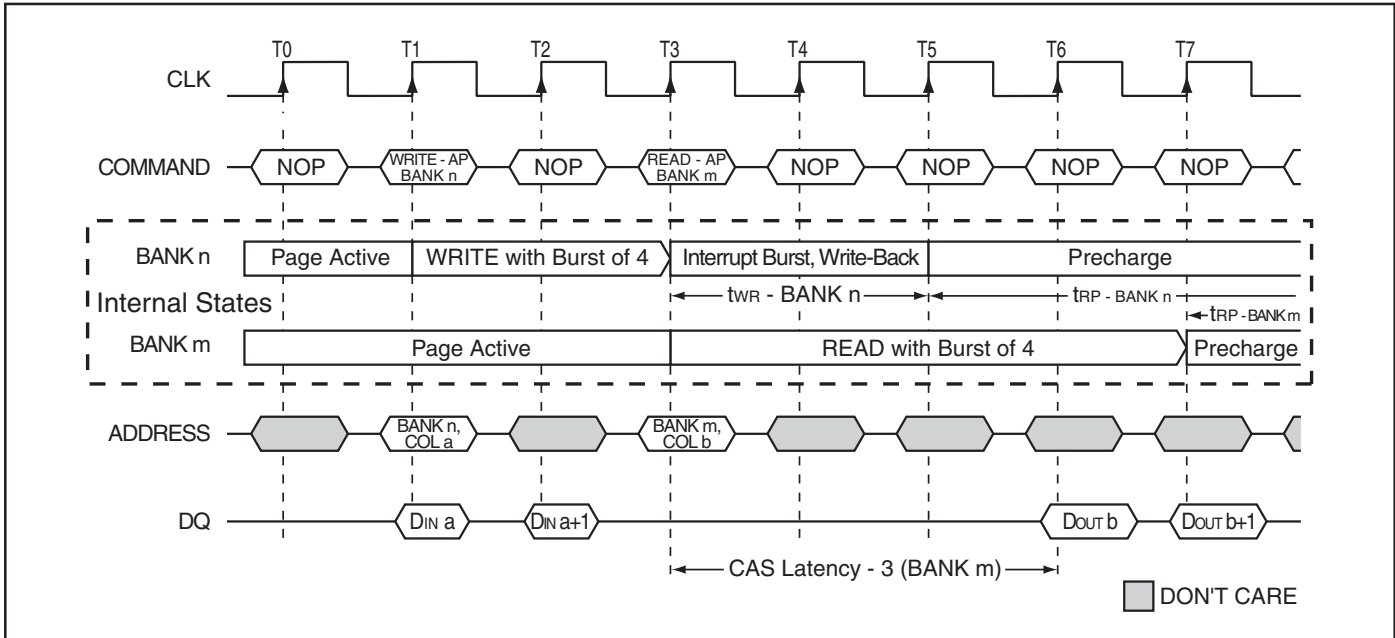 T0 T1 T2 T3 T4 T5 T6 T7
CLK
COMMAND NOP WRITE - AP BANK n NOP READ - AP BANK m NOP NOP NOP NOP
BANK n Page Active WRITE with Burst of 4 Interrupt Burst, Write-Back Precharge
Internal States tWR - BANK n tRP - BANK n
tRP - BANK m
BANK m Page Active READ with Burst of 4 Precharge
ADDRESS BANK n, COL a BANK m, COL b
DQ DIN a DIN a+1 DOUT b DOUT b+1
CAS Latency - 3 (BANK m)
DON'T CARE